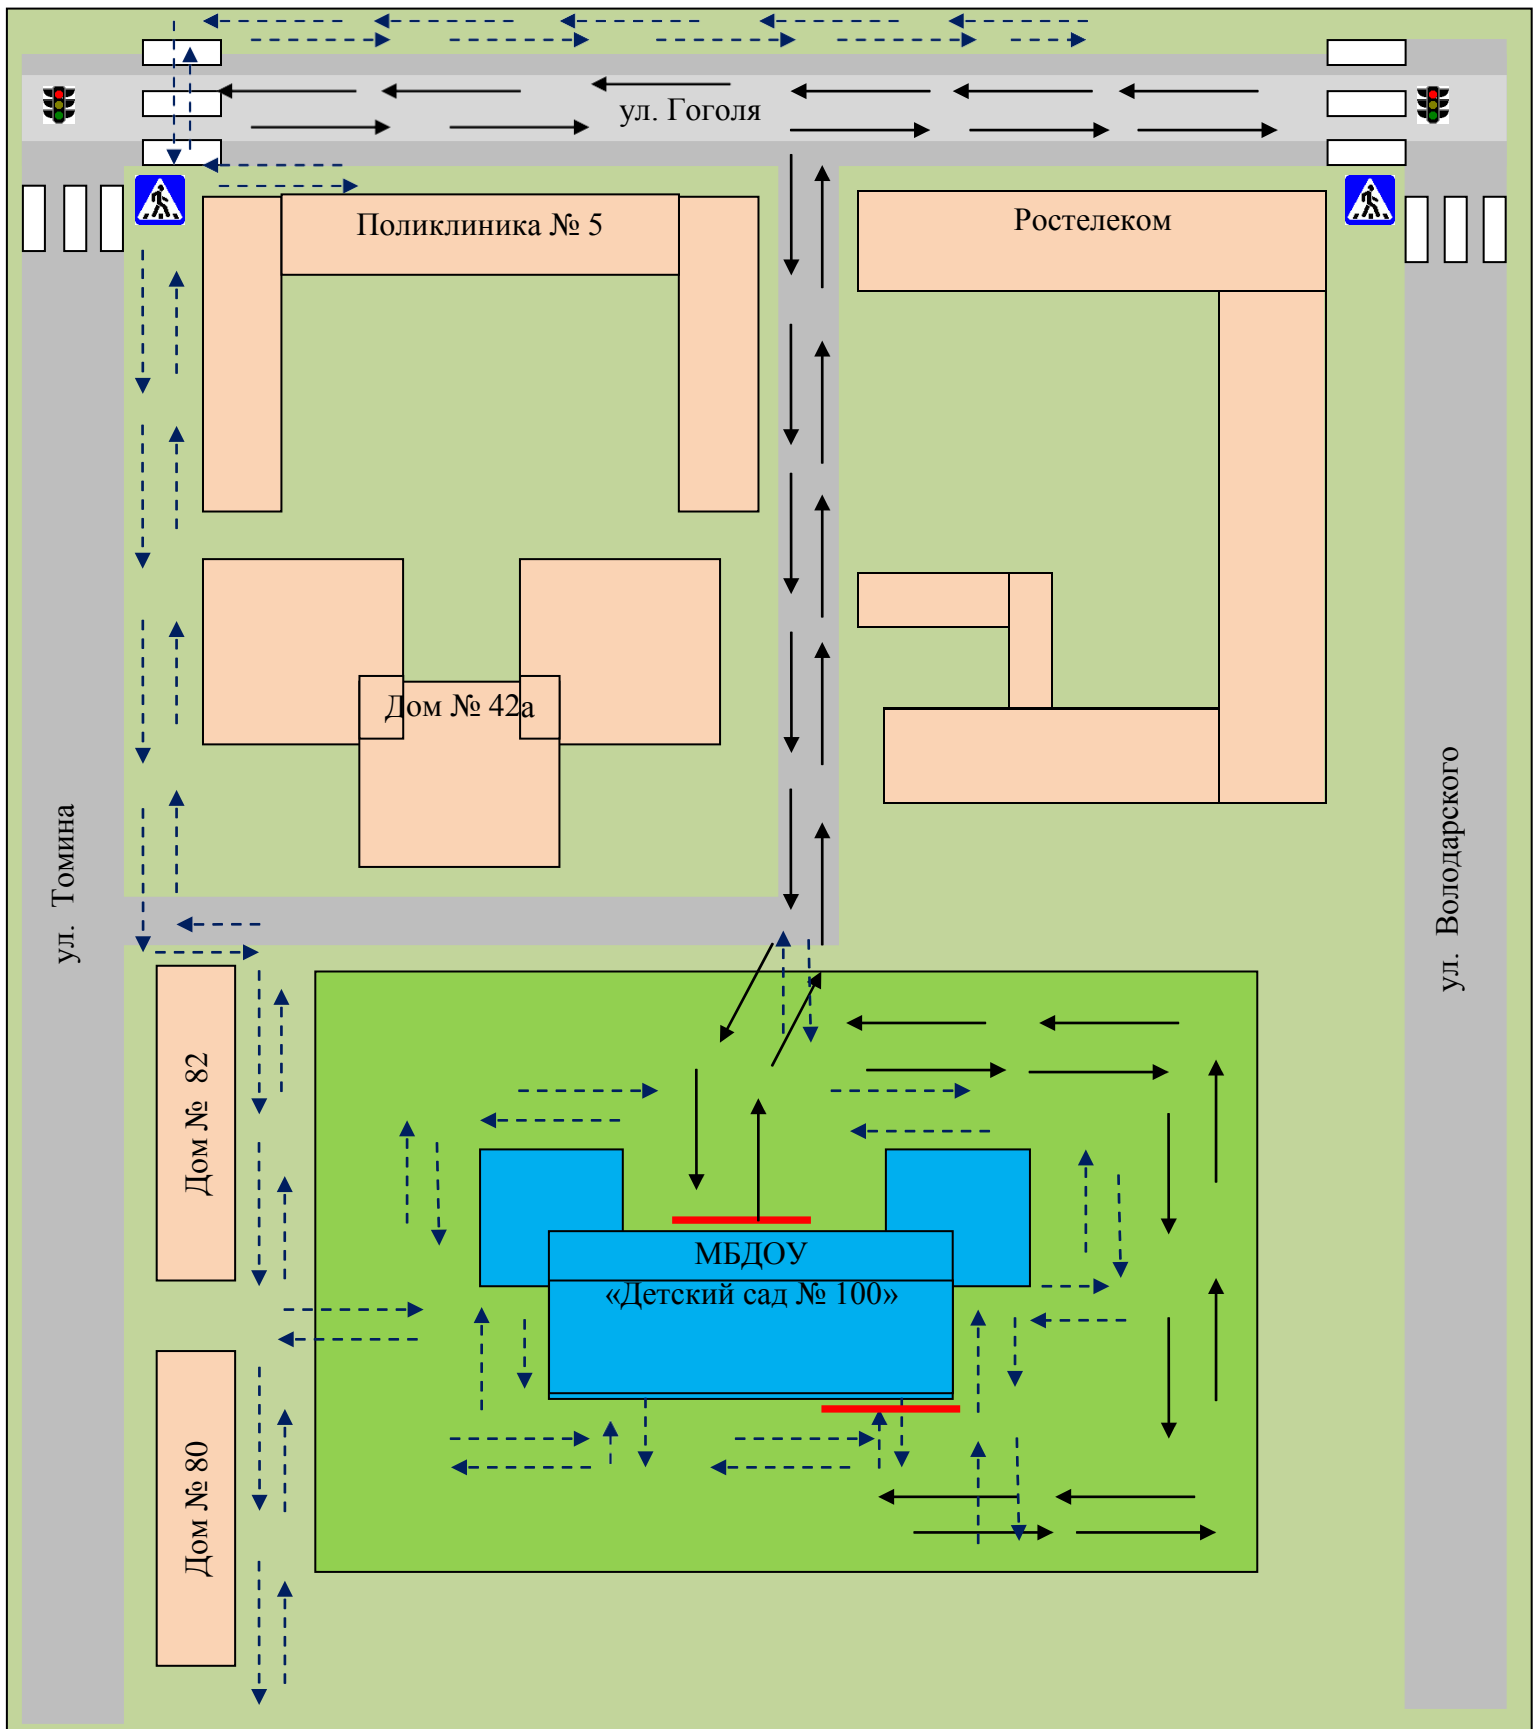 ул. Гоголя
Поликлиника № 5
Ростелеком
Дом № 42а
ул. Томина
ул. Володарского
Дом № 82
МБДОУ
«Детский сад № 100»
Дом № 80